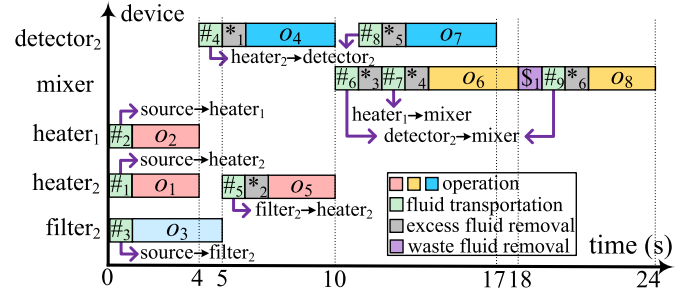 device
detector₂ #₄ *₁ o₄ #₈ *₅ o₇
heater₂→detector₂
mixer #₆ *₃ #₇ *₄ o₆ $₁ #₉ *₆ o₈
source→heater₁ heater₁→mixer
heater₁ #₂ o₂ detector₂→mixer
source→heater₂
heater₂ #₁ o₁ #₅ *₂ o₅ operation
filter₂→heater₂ fluid transportation
filter₂ #₃ o₃ excess fluid removal
source→filter₂ waste fluid removal time (s)
0 4 5 10 17 18 24